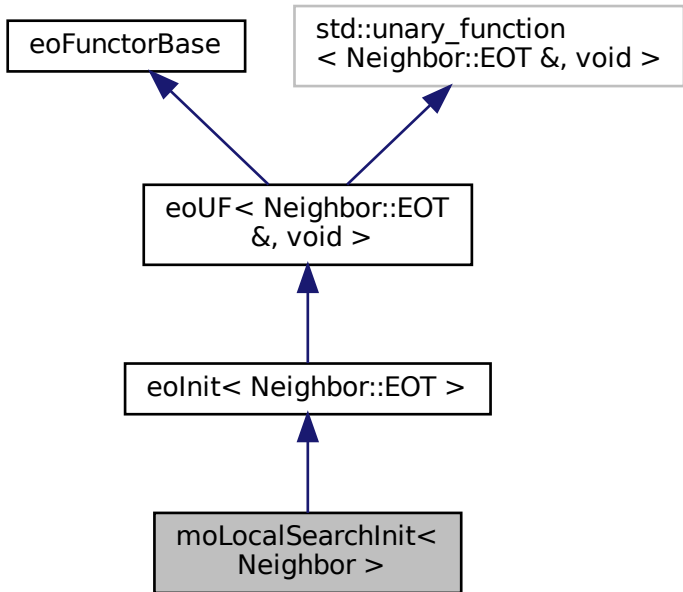 eoFunctorBase
std::unary_function
< Neighbor::EOT &, void >
eoUF< Neighbor::EOT
&, void >
eoInit< Neighbor::EOT >
moLocalSearchInit<
Neighbor >